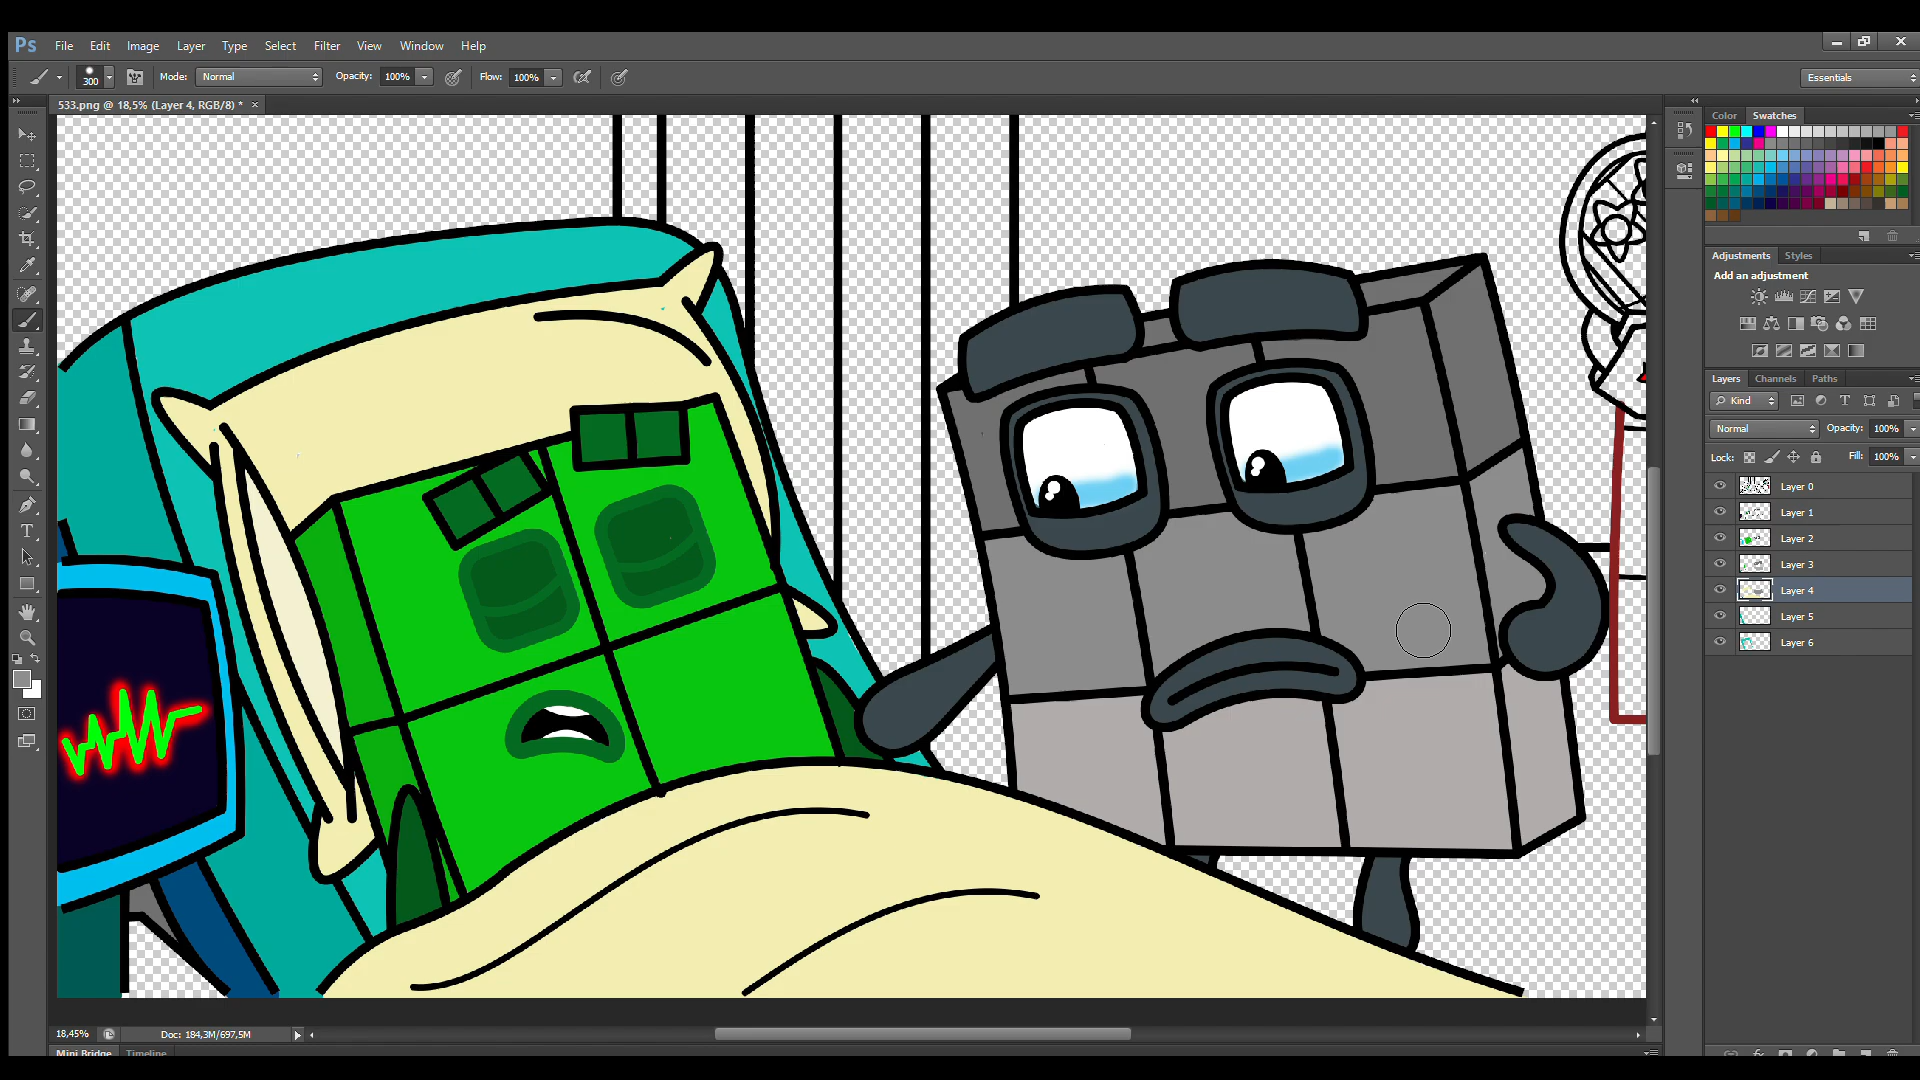 Ps File Edit Image Layer Type Select Filter View Window Help
300 Mode: Normal Opacity: 100% Flow: 100% Essentials
533.png @ 18,5% (Layer 4, RGB/8) *
Color Swatches
Adjustments Styles
Add an adjustment
Layers Channels Paths
Kind
Normal Opacity: 100%
Lock: Fill: 100%
Layer 0
Layer 1
Layer 2
Layer 3
Layer 4
Layer 5
Layer 6
18,45% Doc: 184,3M/697,5M
Mini Bridge Timeline